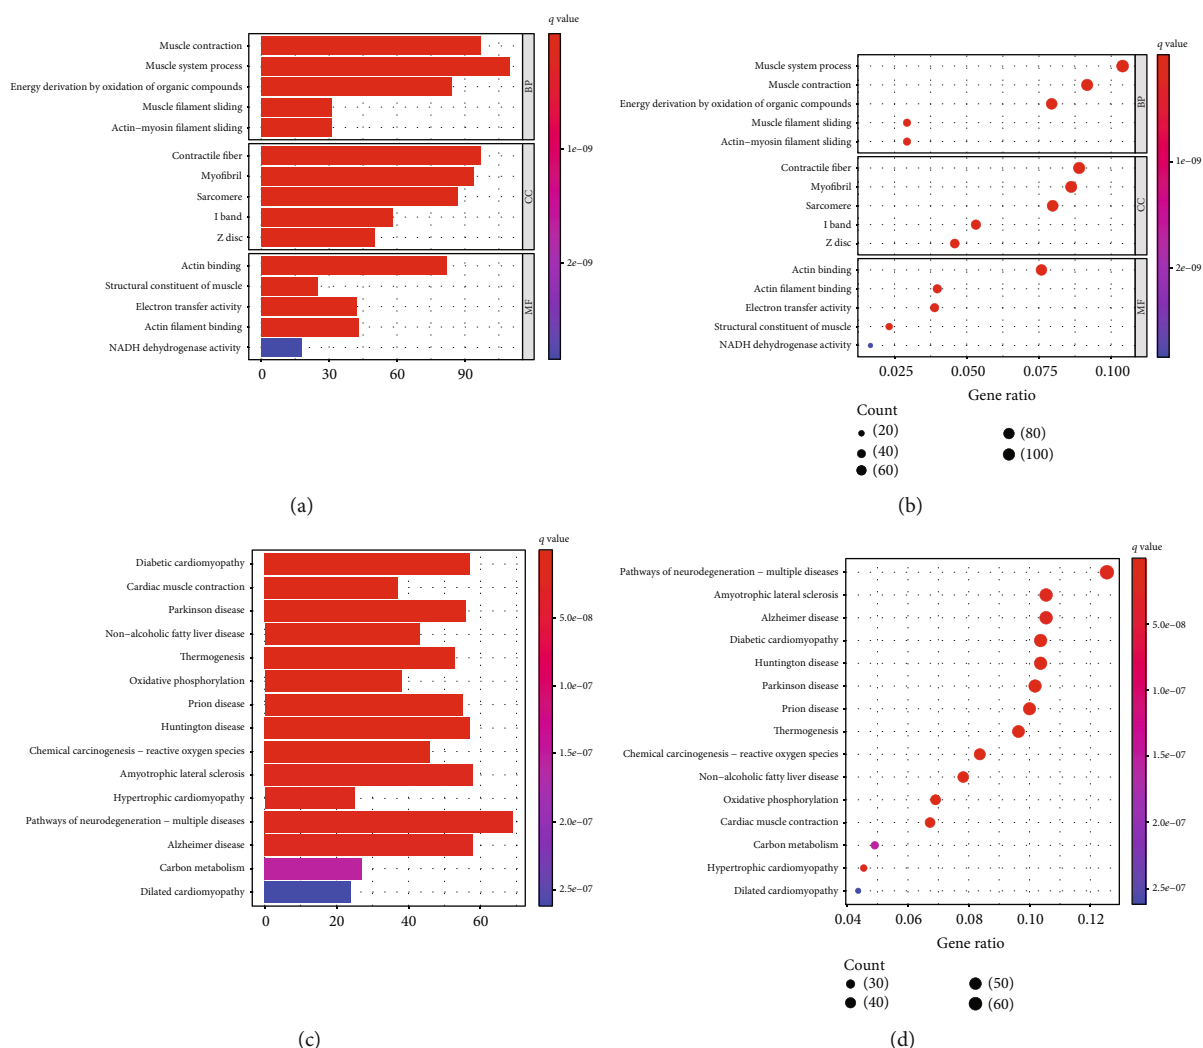 q value
Muscle contraction
Muscle system process
Energy derivation by oxidation of organic compounds
Muscle filament sliding
Actin−myosin filament sliding
BP
Contractile fiber
Myofibril
Sarcomere
I band
Z disc
CC
Actin binding
Structural constituent of muscle
Electron transfer activity
Actin filament binding
NADH dehydrogenase activity
MF
1e−09
2e−09
0 30 60 90
(a)
q value
Muscle system process
Muscle contraction
Energy derivation by oxidation of organic compounds
Muscle filament sliding
Actin−myosin filament sliding
BP
Contractile fiber
Myofibril
Sarcomere
I band
Z disc
CC
Actin binding
Actin filament binding
Electron transfer activity
Structural constituent of muscle
NADH dehydrogenase activity
MF
1e−09
2e−09
0.025 0.050 0.075 0.100
Gene ratio
Count
(20)
(40)
(60)
(80)
(100)
(b)
q value
Diabetic cardiomyopathy
Cardiac muscle contraction
Parkinson disease
Non−alcoholic fatty liver disease
Thermogenesis
Oxidative phosphorylation
Prion disease
Huntington disease
Chemical carcinogenesis − reactive oxygen species
Amyotrophic lateral sclerosis
Hypertrophic cardiomyopathy
Pathways of neurodegeneration − multiple diseases
Alzheimer disease
Carbon metabolism
Dilated cardiomyopathy
5.0e−08
1.0e−07
1.5e−07
2.0e−07
2.5e−07
0 20 40 60
(c)
q value
Pathways of neurodegeneration − multiple diseases
Amyotrophic lateral sclerosis
Alzheimer disease
Diabetic cardiomyopathy
Huntington disease
Parkinson disease
Prion disease
Thermogenesis
Chemical carcinogenesis − reactive oxygen species
Non−alcoholic fatty liver disease
Oxidative phosphorylation
Cardiac muscle contraction
Carbon metabolism
Hypertrophic cardiomyopathy
Dilated cardiomyopathy
5.0e−08
1.0e−07
1.5e−07
2.0e−07
2.5e−07
0.04 0.06 0.08 0.10 0.12
Gene ratio
Count
(30)
(40)
(50)
(60)
(d)